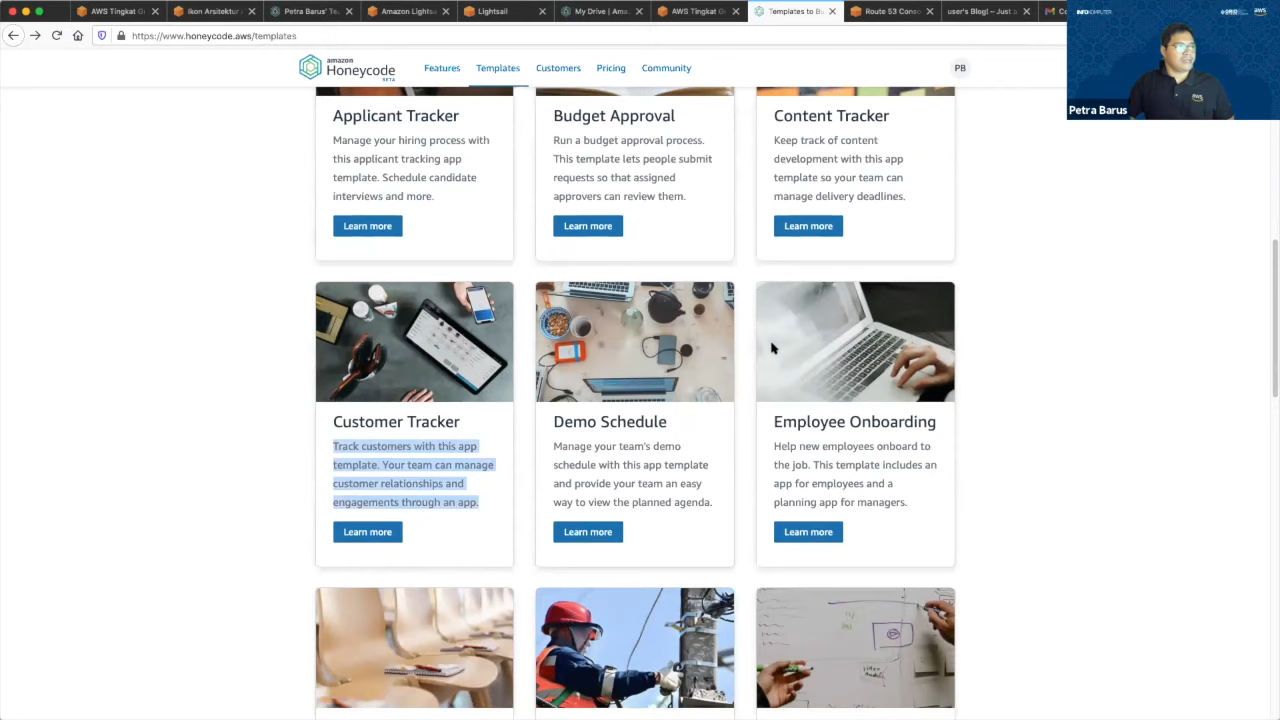 AWS Tingkat G
Ikon Arsitektur A
Petra Barus' Te
Amazon Lightsa
Lightsail
My Drive | Ama
AWS Tingkat G
Templates to Bu
Route 53 Conso
user's Blog! – Just a
https://www.honeycode.aws/templates
INFOKOMPUTER
GRID
aws
amazon
Honeycode
BETA
Features
Templates
Customers
Pricing
Community
PB
aws
Petra Barus
Applicant Tracker
Manage your hiring process with
this applicant tracking app
template. Schedule candidate
interviews and more.
Learn more
Budget Approval
Run a budget approval process.
This template lets people submit
requests so that assigned
approvers can review them.
Learn more
Content Tracker
Keep track of content
development with this app
template so your team can
manage delivery deadlines.
Learn more
Customer Tracker
Track customers with this app
template. Your team can manage
customer relationships and
engagements through an app.
Learn more
Demo Schedule
Manage your team's demo
schedule with this app template
and provide your team an easy
way to view the planned agenda.
Learn more
Employee Onboarding
Help new employees onboard to
the job. This template includes an
app for employees and a
planning app for managers.
Learn more